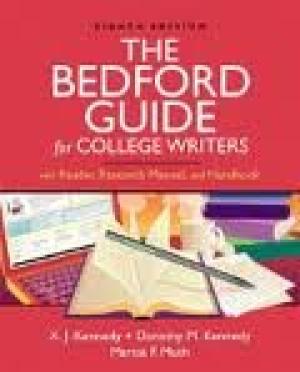 EIGHTH EDITION
THE
BEDFORD
GUIDE
for COLLEGE WRITERS
with Reader, Research Manual, and Handbook
X. J. Kennedy • Dorothy M. Kennedy
Marcia F. Muth